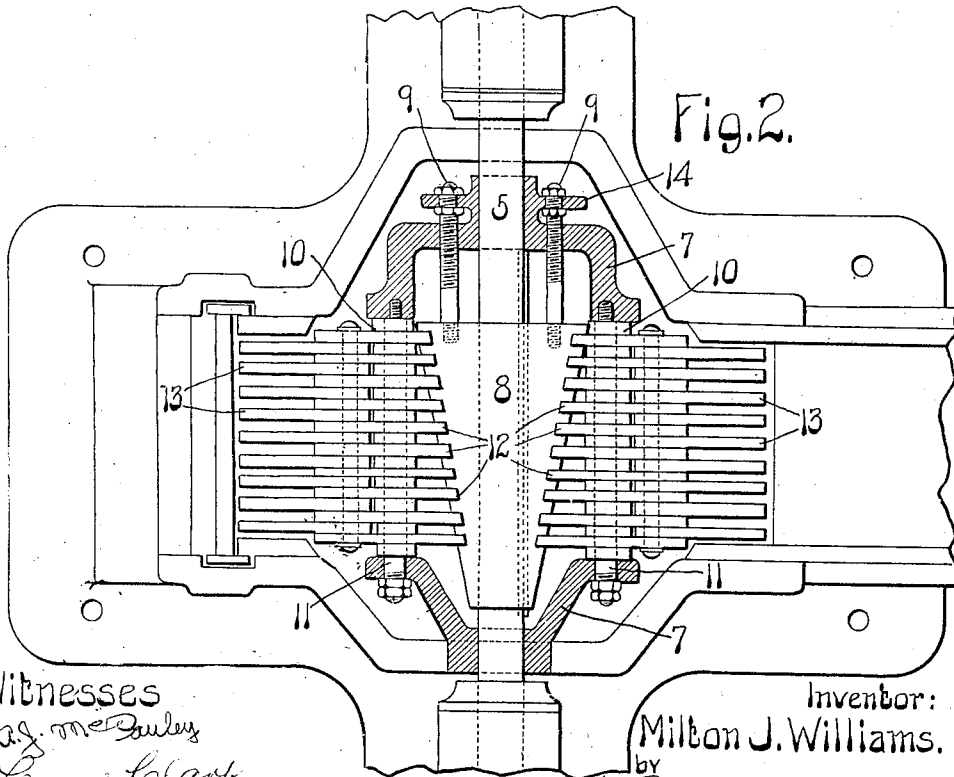 Fig.2.
9
9
14
5
7
10
10
8
13
12
13
11
11
7
Witnesses
a.J. McCauley
Inventor:
Milton J. Williams.
by